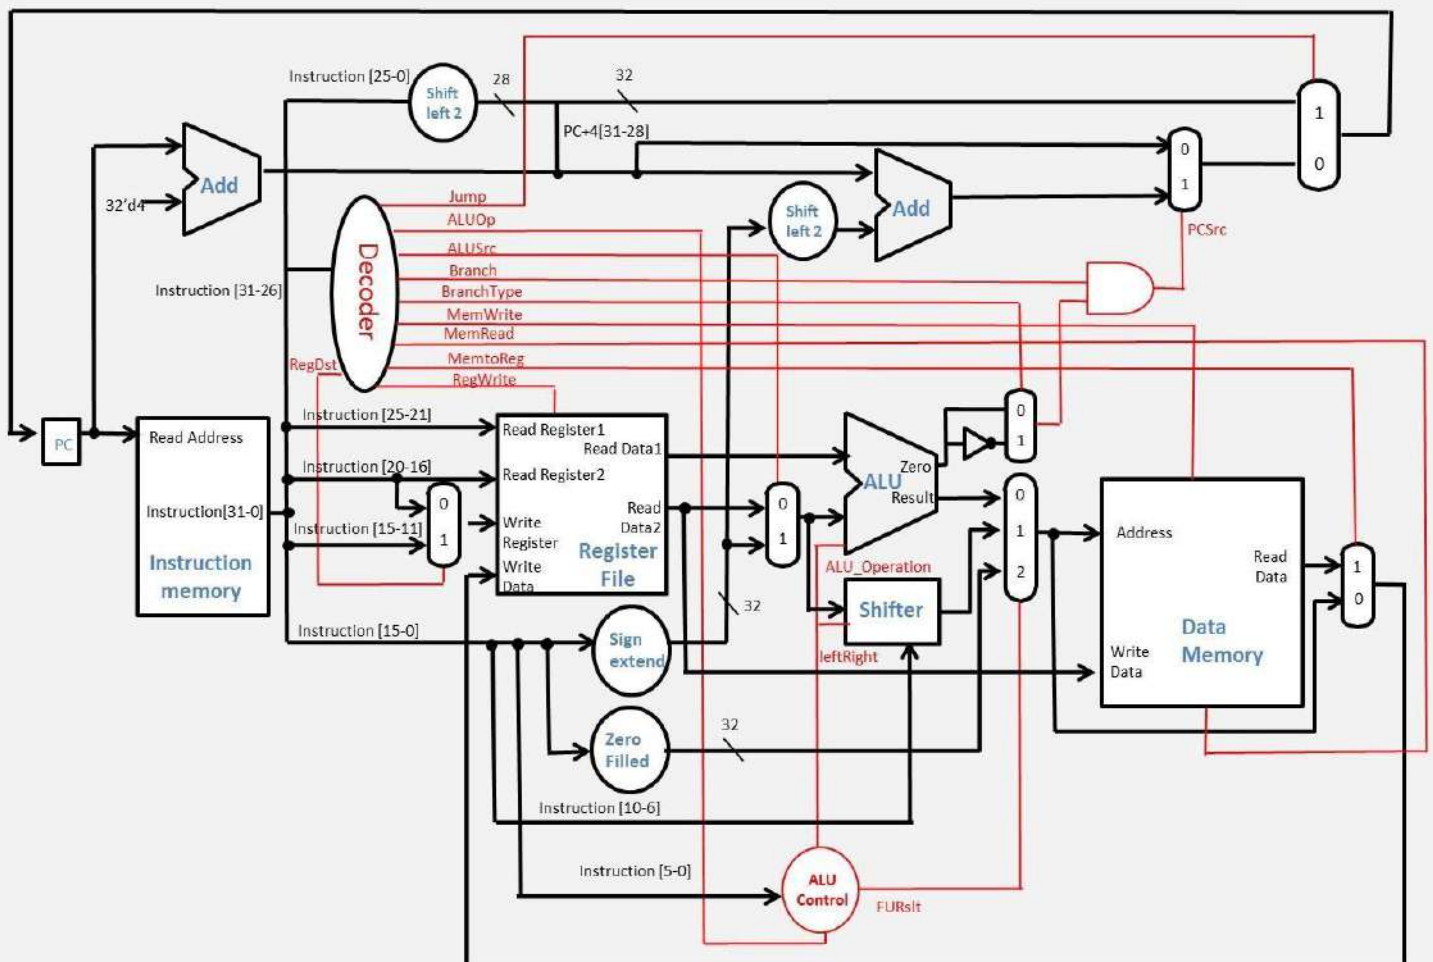 Instruction [25-0]
Shift
left 2
28
32
PC+4[31-28]
1
0
0
1
Add
32'd4
Jump
ALUOp
ALUSrc
Branch
BranchType
MemWrite
MemRead
MemtoReg
RegWrite
Decoder
RegDst
Instruction [31-26]
Shift
left 2
Add
PCSrc
PC
Read Address
Instruction[31-0]
Instruction
memory
Instruction [25-21]
Instruction [20-16]
Instruction [15-11]
0
1
Read Register1
Read Data1
Read Register2
Read
Data2
Write
Register
Write
Data
Register
File
0
1
ALU
Zero
Result
0
1
0
1
2
ALU_Operation
Shifter
leftRight
Address
Read
Data
Write
Data
Data
Memory
1
0
Instruction [15-0]
Sign
extend
32
Zero
Filled
32
Instruction [10-6]
Instruction [5-0]
ALU
Control
FURslt